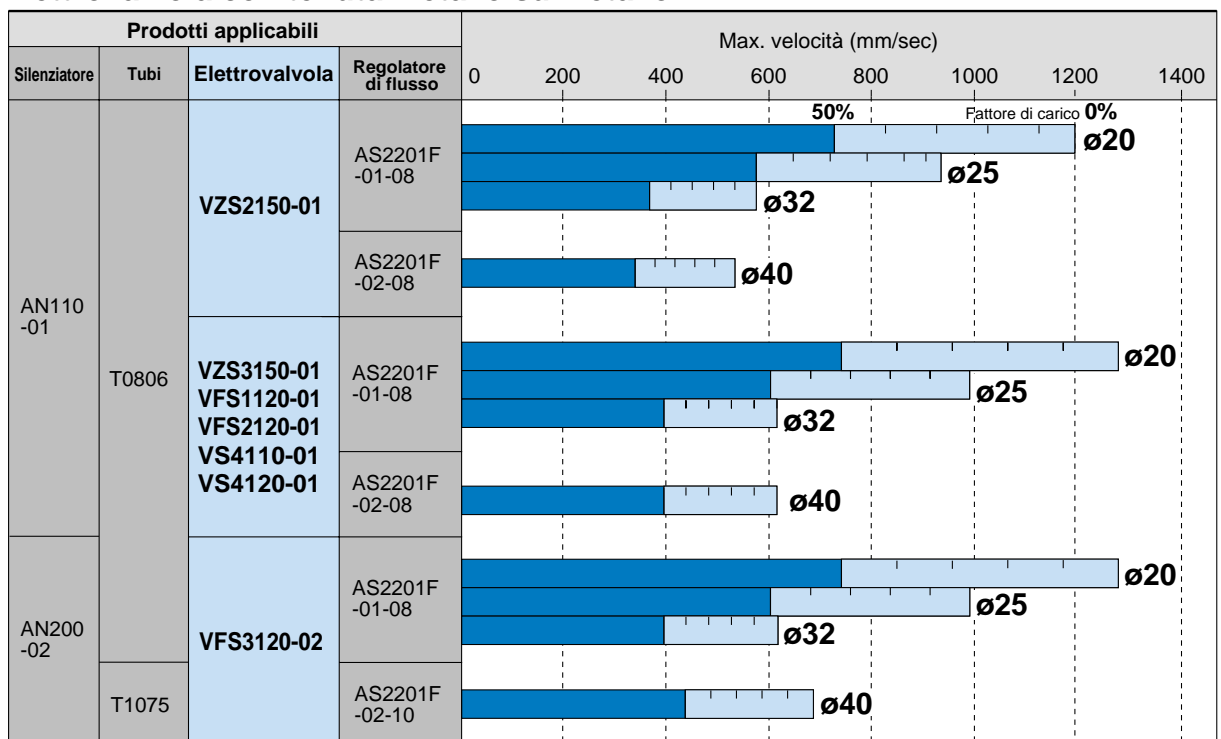 Prodotti applicabili
Max. velocità (mm/sec)
Silenziatore
Tubi
Elettrovalvola
Regolatore
di flusso
0 200 400 600 800 1000 1200 1400
50%
Fattore di carico 0%
AN110
-01
T0806
VZS2150-01
AS2201F
-01-08
ø20
ø25
ø32
AS2201F
-02-08
ø40
VZS3150-01
VFS1120-01
VFS2120-01
VS4110-01
VS4120-01
AS2201F
-01-08
ø20
ø25
ø32
AS2201F
-02-08
ø40
AN200
-02
VFS3120-02
AS2201F
-01-08
ø20
ø25
ø32
T1075
AS2201F
-02-10
ø40